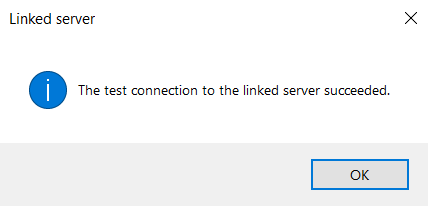 Linked server
The test connection to the linked server succeeded.
OK